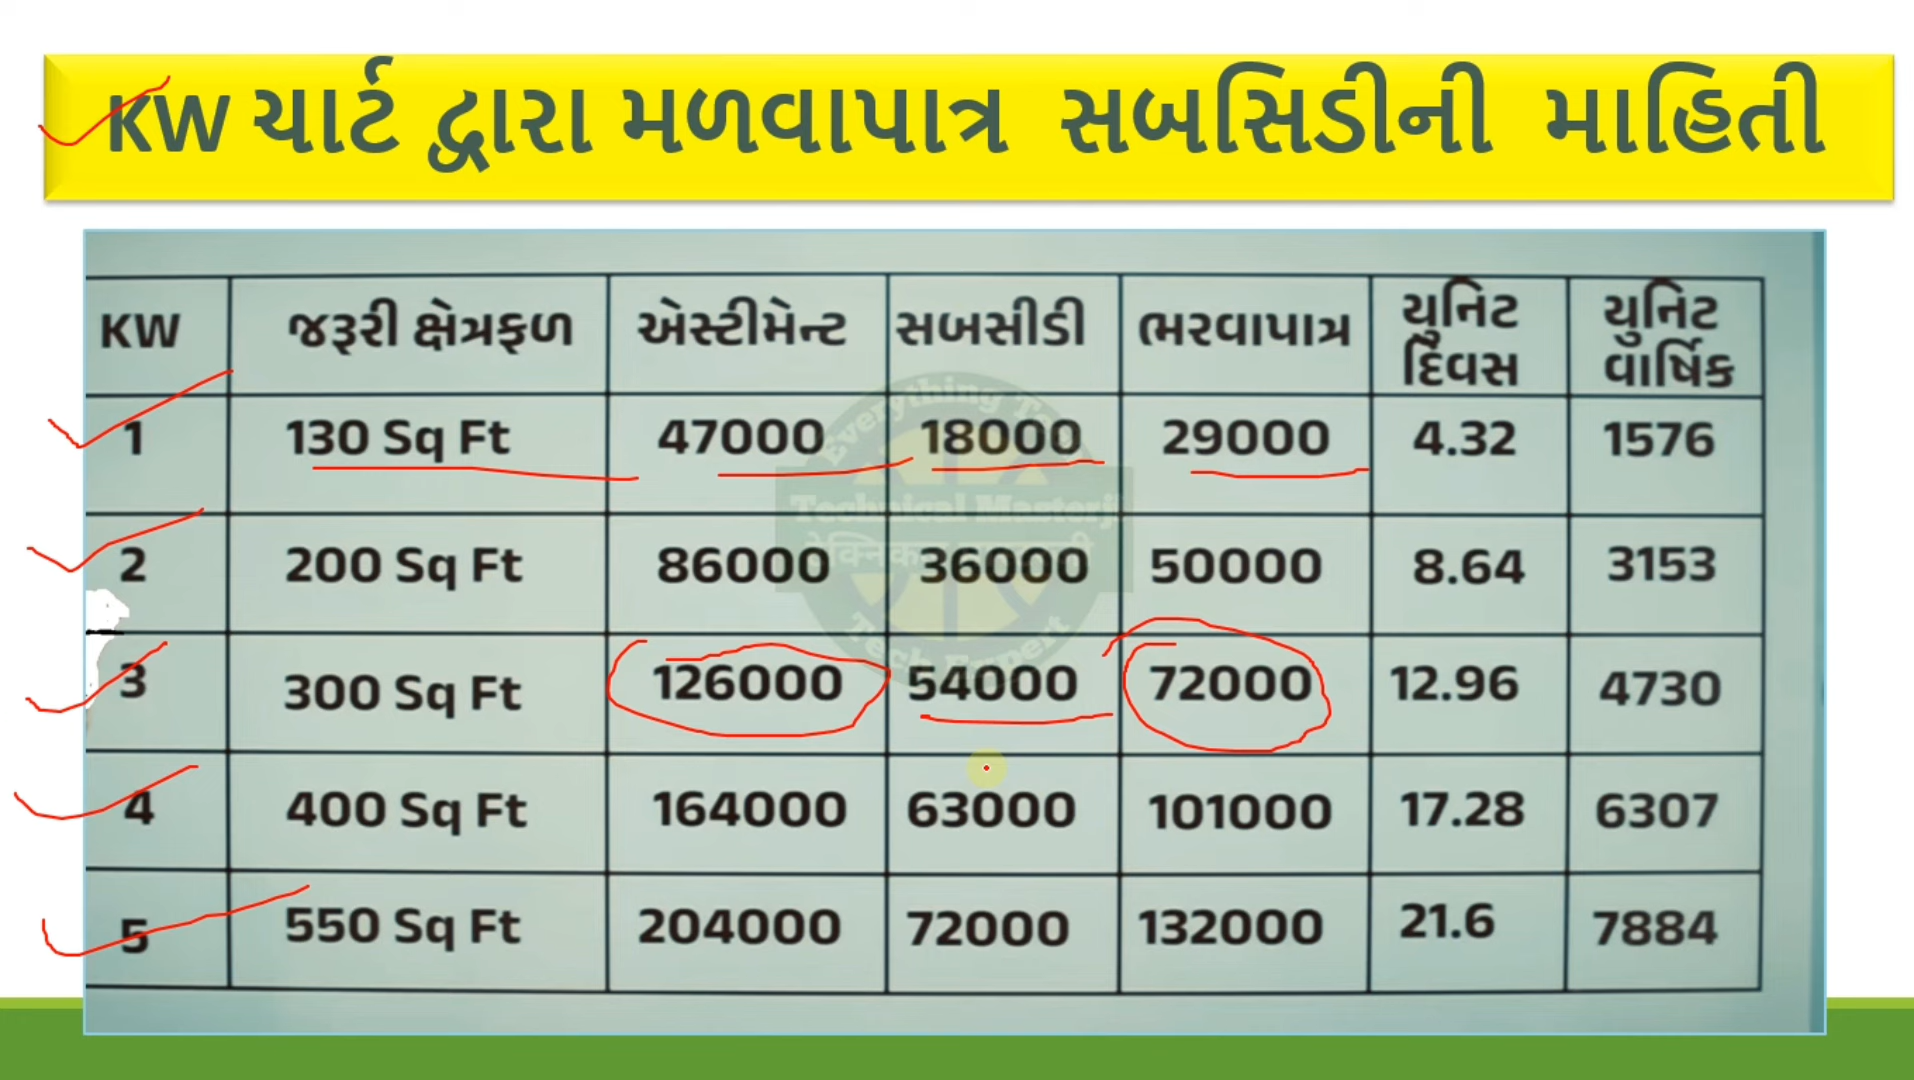 KW ચાર્ટ દ્વારા મળવાપાત્ર સબસિડીની માહિતી
KW જરૂરી ક્ષેત્રફળ એસ્ટીમેન્ટ સબસીડી ભરવાપાત્ર યુનિટ દિવસ યુનિટ વાર્ષિક
1 130 Sq Ft 47000 18000 29000 4.32 1576
2 200 Sq Ft 86000 36000 50000 8.64 3153
3 300 Sq Ft 126000 54000 72000 12.96 4730
4 400 Sq Ft 164000 63000 101000 17.28 6307
5 550 Sq Ft 204000 72000 132000 21.6 7884
Technical Masterji